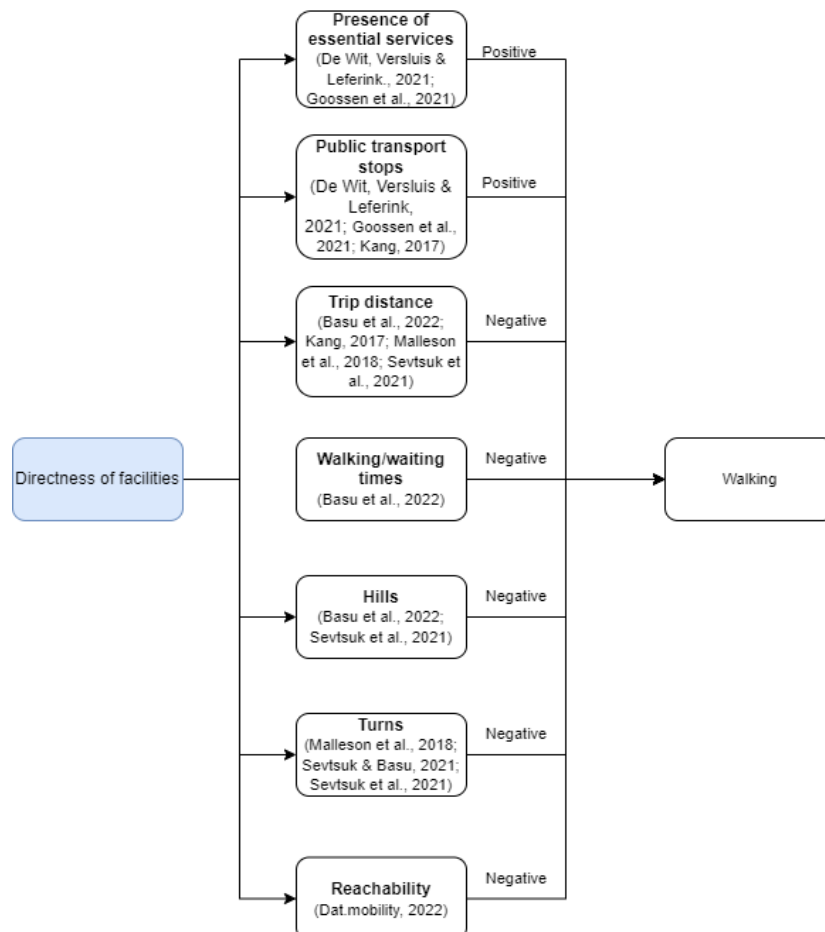 Presence of
essential services
(De Wit, Versluis &
Leferink., 2021;
Goossen et al., 2021)
Positive
Public transport
stops
(De Wit, Versluis &
Leferink,
2021; Goossen et al.,
2021; Kang, 2017)
Positive
Trip distance
(Basu et al., 2022;
Kang, 2017; Malleson
et al., 2018; Sevtsuk et
al., 2021)
Negative
Directness of facilities
Walking/waiting
times
(Basu et al., 2022)
Negative
Walking
Hills
(Basu et al., 2022;
Sevtsuk et al., 2021)
Negative
Turns
(Malleson et al., 2018;
Sevtsuk & Basu, 2021;
Sevtsuk et al., 2021)
Negative
Reachability
(Dat.mobility, 2022)
Negative